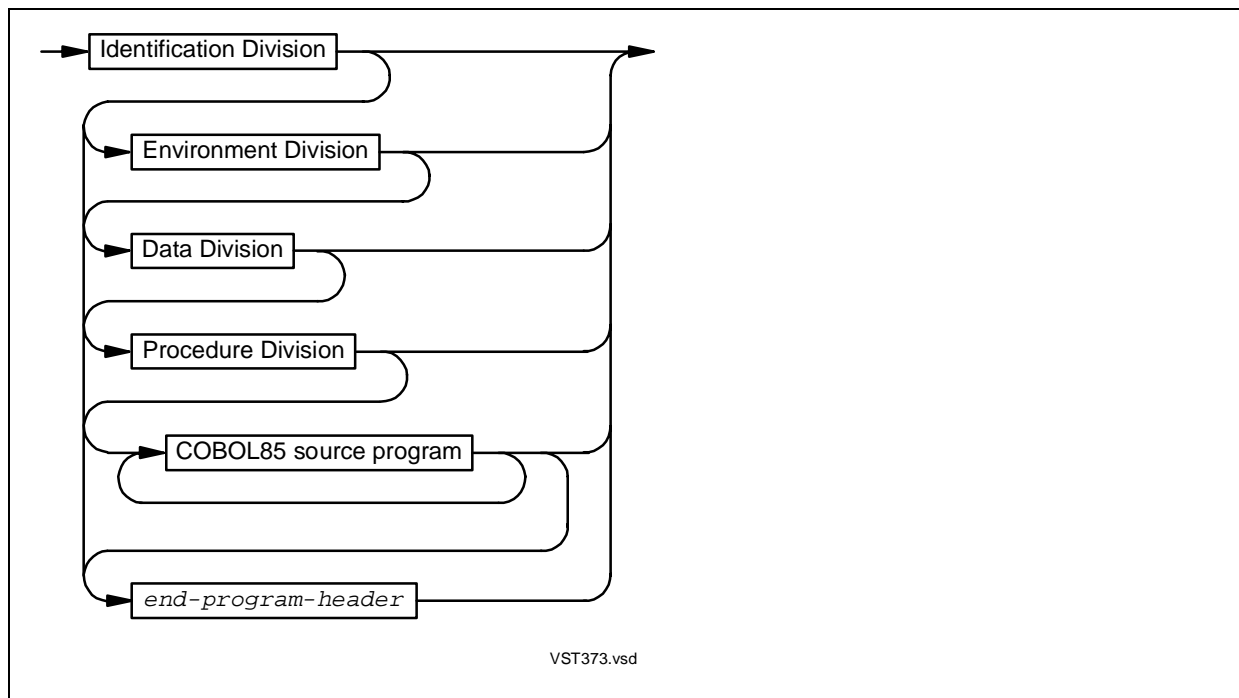 Identification Division
Environment Division
Data Division
Procedure Division
COBOL85 source program
end-program-header
VST373.vsd